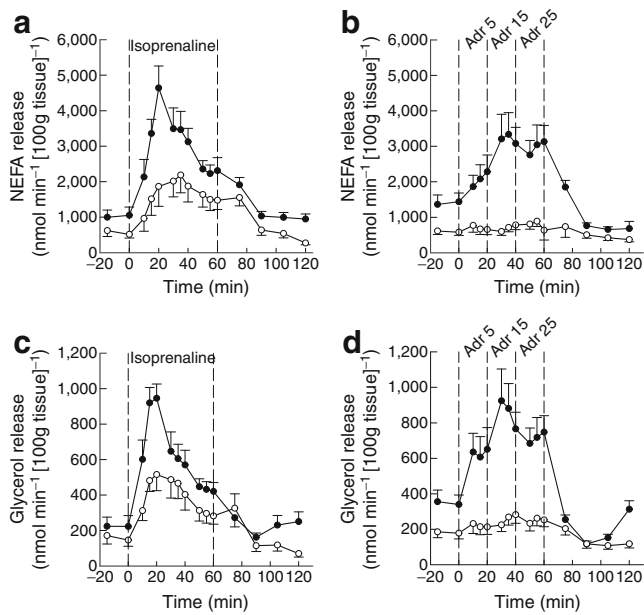 a
6,000
5,000
4,000
3,000
2,000
1,000
0
Isoprenaline
NEFA release
(nmol min⁻¹ [100g tissue]⁻¹)
−20 0 20 40 60 80 100 120
Time (min)
b
6,000
5,000
4,000
3,000
2,000
1,000
0
Adr 5 Adr 15 Adr 25
NEFA release
(nmol min⁻¹ [100g tissue]⁻¹)
−20 0 20 40 60 80 100 120
Time (min)
c
1,200
1,000
800
600
400
200
0
Isoprenaline
Glycerol release
(nmol min⁻¹ [100g tissue]⁻¹)
−20 0 20 40 60 80 100 120
Time (min)
d
1,200
1,000
800
600
400
200
0
Adr 5 Adr 15 Adr 25
Glycerol release
(nmol min⁻¹ [100g tissue]⁻¹)
−20 0 20 40 60 80 100 120
Time (min)